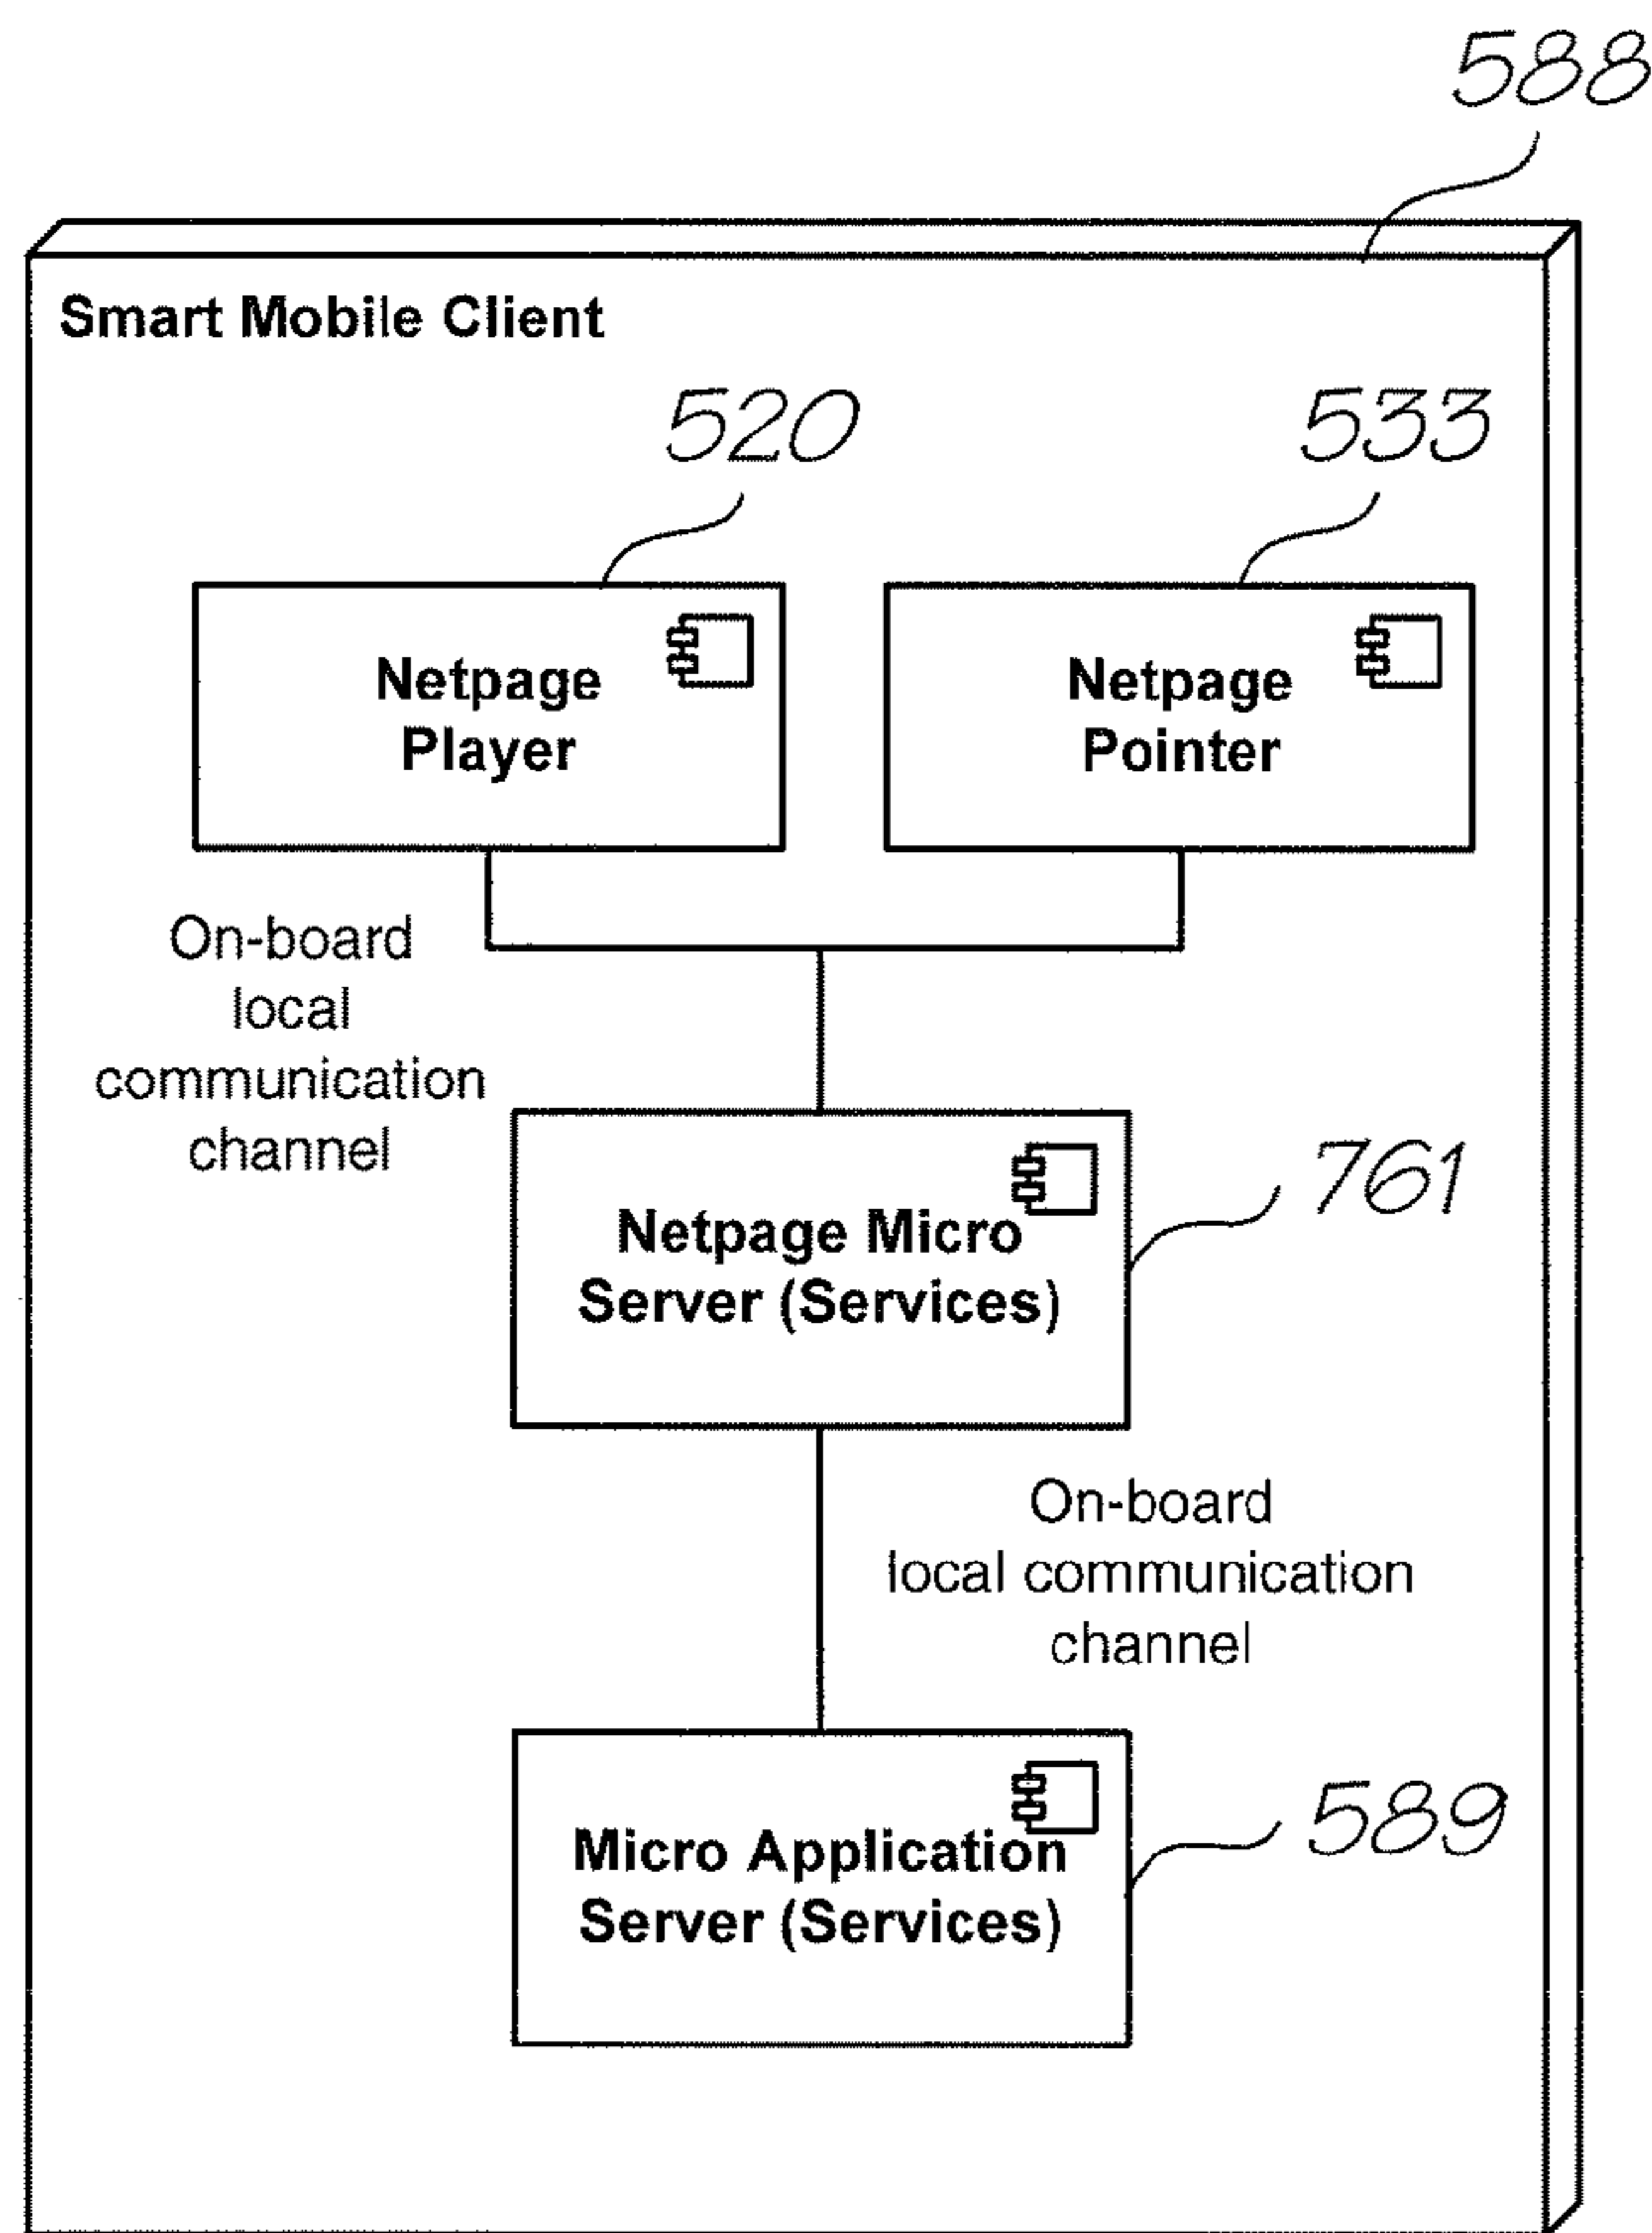 588
Smart Mobile Client
520
533
Netpage
Player
Netpage
Pointer
On-board
local
communication
channel
Netpage Micro
Server (Services)
761
On-board
local communication
channel
Micro Application
Server (Services)
589